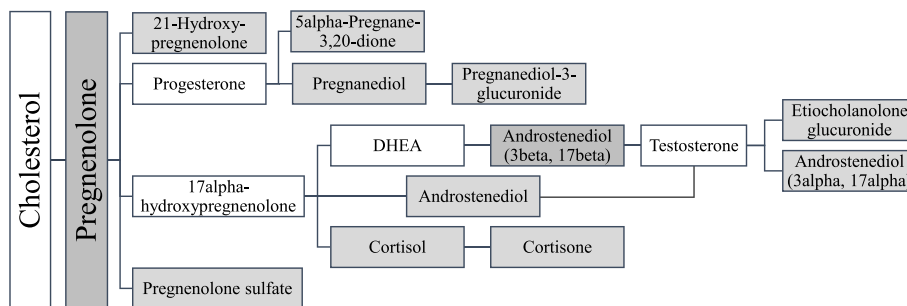 Cholesterol
Pregnenolone
21-Hydroxy-
pregnenolone
Progesterone
5alpha-Pregnane-
3,20-dione
Pregnanediol
Pregnanediol-3-
glucuronide
17alpha-
hydroxypregnenolone
DHEA
Androstenediol
(3beta, 17beta)
Testosterone
Etiocholanolone
glucuronide
Androstenediol
(3alpha, 17alpha)
Androstenediol
Cortisol
Cortisone
Pregnenolone sulfate